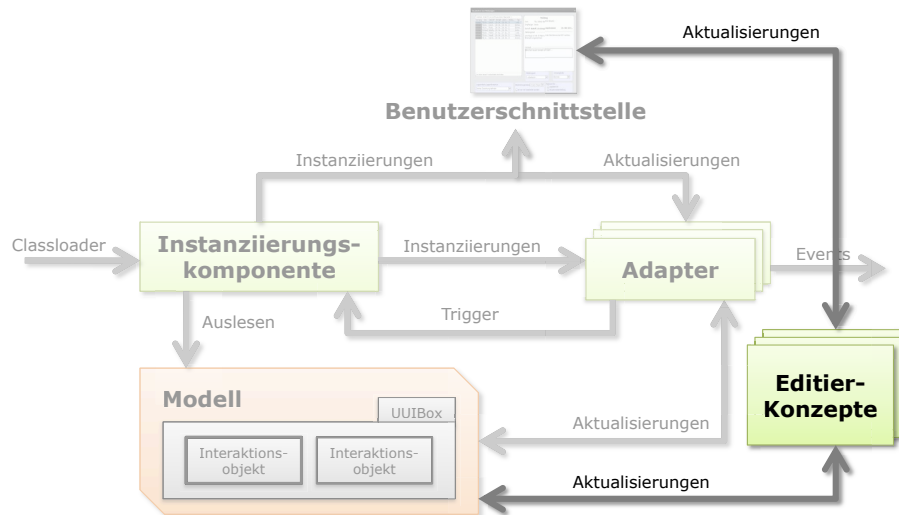 Aktualisierungen
Benutzerschnittstelle
Instanziierungen
Aktualisierungen
Classloader
Instanziierungs-
komponente
Instanziierungen
Adapter
Events
Auslesen
Trigger
Editier-
Konzepte
Modell
UUIBox
Interaktions-
objekt
Interaktions-
objekt
Aktualisierungen
Aktualisierungen